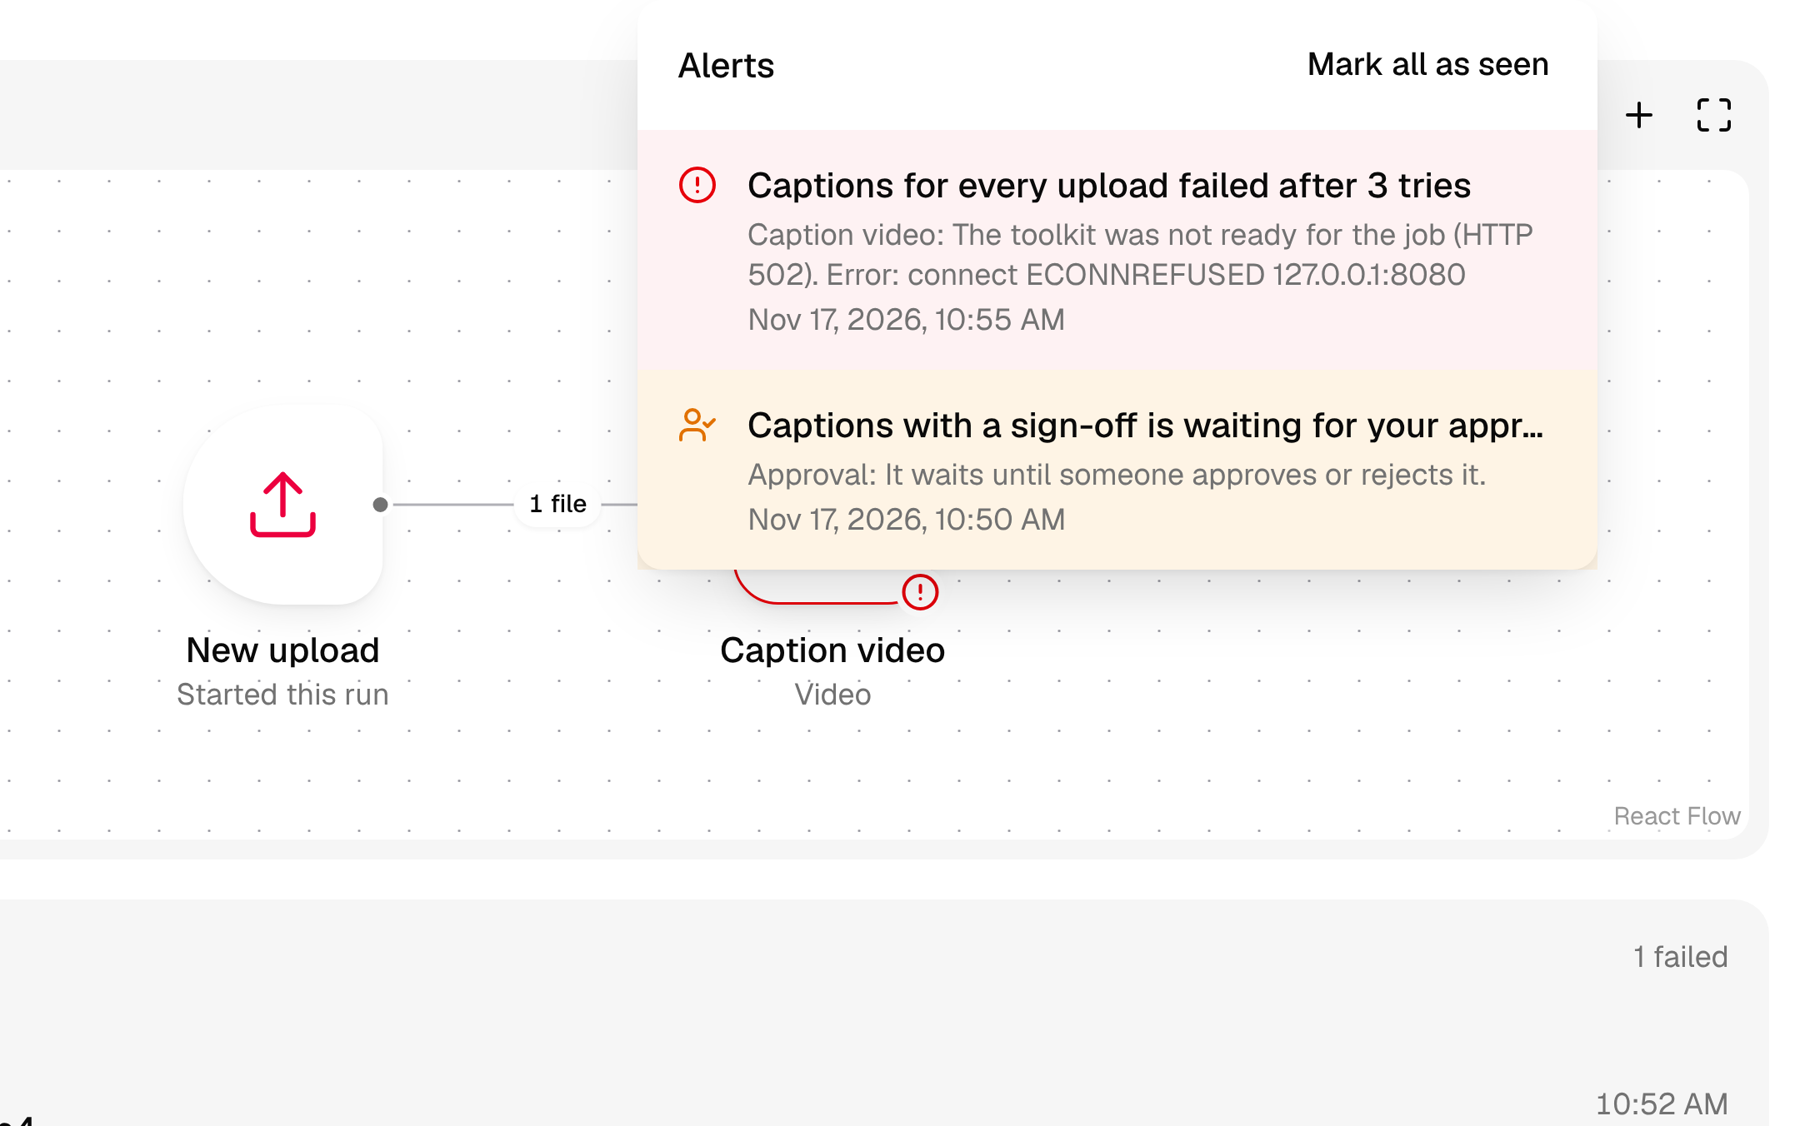 Alerts
Mark all as seen
Captions for every upload failed after 3 tries
Caption video: The toolkit was not ready for the job (HTTP
502). Error: connect ECONNREFUSED 127.0.0.1:8080
Nov 17, 2026, 10:55 AM
Captions with a sign-off is waiting for your appr...
Approval: It waits until someone approves or rejects it.
Nov 17, 2026, 10:50 AM
1 file
New upload
Started this run
Caption video
Video
React Flow
1 failed
10:52 AM